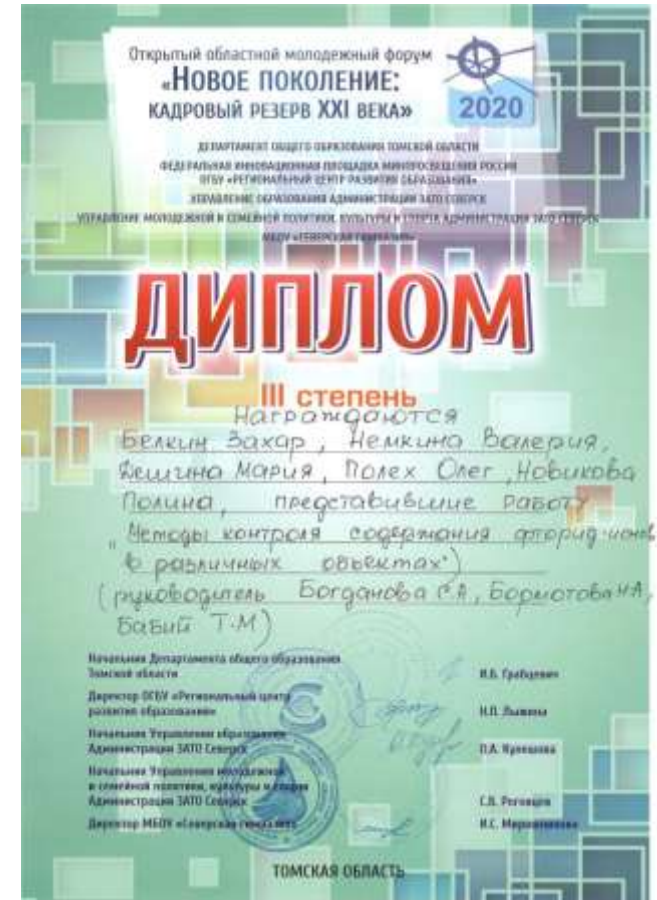 Открытый областной молодежный форум
«НОВОЕ ПОКОЛЕНИЕ:
КАДРОВЫЙ РЕЗЕРВ XXI ВЕКА»
2020
ДЕПАРТАМЕНТ ОБЩЕГО ОБРАЗОВАНИЯ ТОМСКОЙ ОБЛАСТИ
ФЕДЕРАЛЬНАЯ ИННОВАЦИОННАЯ ПЛОЩАДКА МИНПРОСВЕЩЕНИЯ РОССИИ
ОГБУ «РЕГИОНАЛЬНЫЙ ЦЕНТР РАЗВИТИЯ ОБРАЗОВАНИЯ»
УПРАВЛЕНИЕ ОБРАЗОВАНИЯ АДМИНИСТРАЦИИ ЗАТО СЕВЕРСК
УПРАВЛЕНИЕ МОЛОДЕЖНОЙ И СЕМЕЙНОЙ ПОЛИТИКИ, КУЛЬТУРЫ И СПОРТА АДМИНИСТРАЦИИ ЗАТО СЕВЕРСК
МБОУ «СЕВЕРСКАЯ ГИМНАЗИЯ»
ДИПЛОМ
III степень
Награждаются
Белкин Захар, Немкина Валерия,
Мария, Полех Олег, Новикова
Полина, представившие работу
„Методы контроля содержания фторид-ионов
в различных объектах")
(руководитель Богданова С.А, Бормотова Н.А,
Бабий Т.М)
Начальник Департамента общего образования
Томской области
И.Б. Грабцевич
Директор ОГБУ «Региональный центр
развития образования»
Н.П. Лыжина
Начальник Управления образования
Администрации ЗАТО Северск
О.А. Кулешова
Начальник Управления молодежной
и семейной политики, культуры и спорта
Администрации ЗАТО Северск
С.В. Роговцев
Директор МБОУ «Северская гимназия»
И.С.
ТОМСКАЯ ОБЛАСТЬ